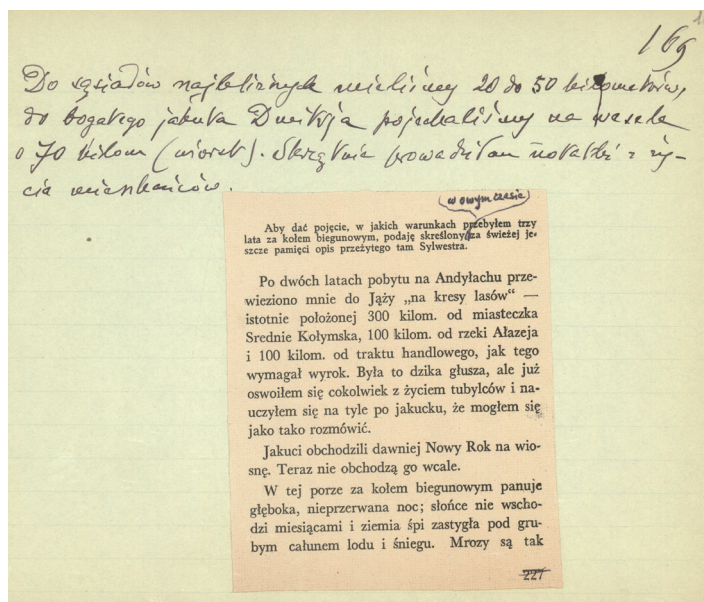 169
Do sąsiadów najbliższych mieliśmy 20 do 50 kilometrów,
do bogatego jakuta pojechaliśmy na wesele
o 70 kilom (wiorst). Skrzętnie prowadziłam notatki z ży-
cia mieszkańców.
w owym czasie
Aby dać pojęcie, w jakich warunkach przebyłem trzy
lata za kołem biegunowym, podaję skreślony za świeżej je-
szcze pamięci opis przeżytego tam Sylwestra.
Po dwóch latach pobytu na Andyłachu prze-
wieziono mnie do Jąży „na kresy lasów“ —
istotnie położonej 300 kilom. od miasteczka
Srednie Kołymska, 100 kilom. od rzeki Ałazeja
i 100 kilom. od traktu handlowego, jak tego
wymagał wyrok. Była to dzika głusza, ale już
oswoiłem się cokolwiek z życiem tubylców i na-
uczyłem się na tyle po jakucku, że mogłem się
jako tako rozmówić.
Jakuci obchodzili dawniej Nowy Rok na wio-
snę. Teraz nie obchodzą go wcale.
W tej porze za kołem biegunowym panuje
głęboka, nieprzerwana noc; słońce nie wscho-
dzi miesiącami i ziemia śpi zastygła pod gru-
bym całunem lodu i śniegu. Mrozy są tak
227